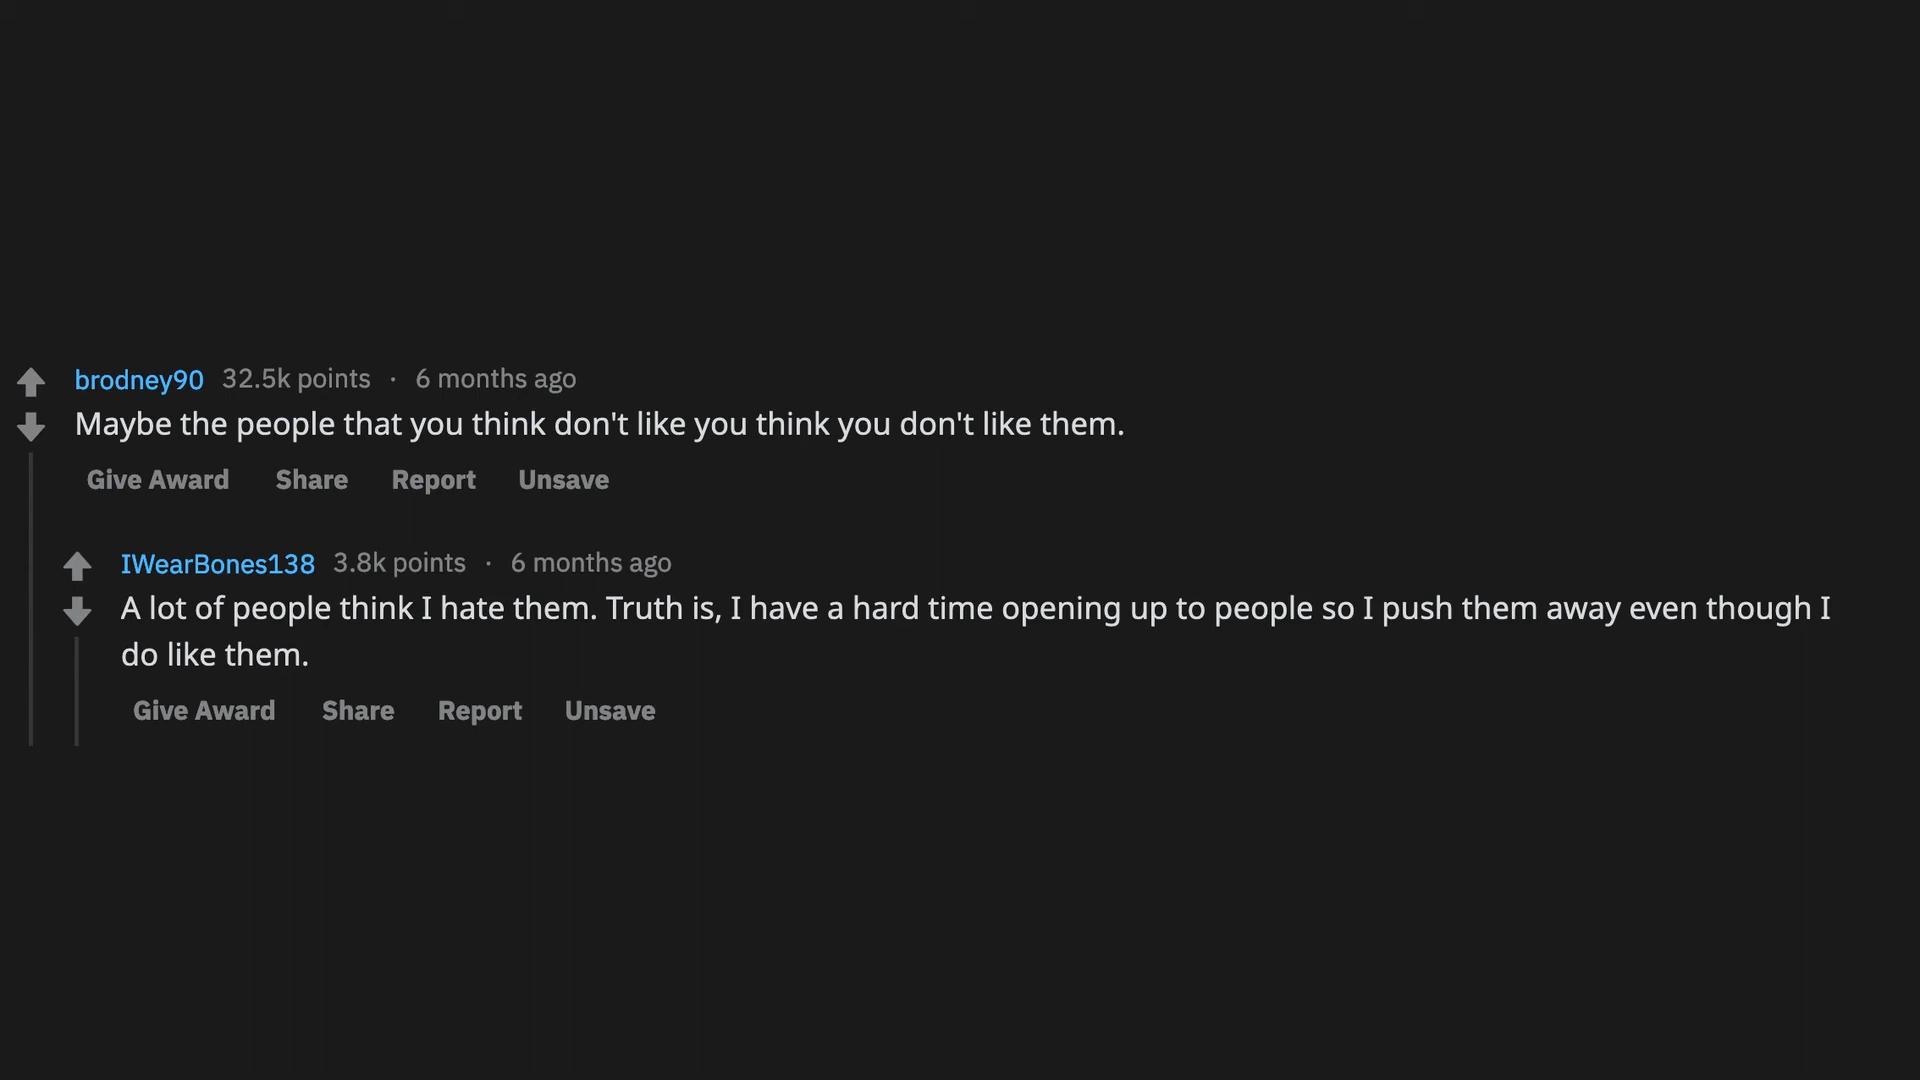 brodney90 32.5k points · 6 months ago
Maybe the people that you think don't like you think you don't like them.
Give Award Share Report Unsave
IWearBones138 3.8k points · 6 months ago
A lot of people think I hate them. Truth is, I have a hard time opening up to people so I push them away even though I
do like them.
Give Award Share Report Unsave